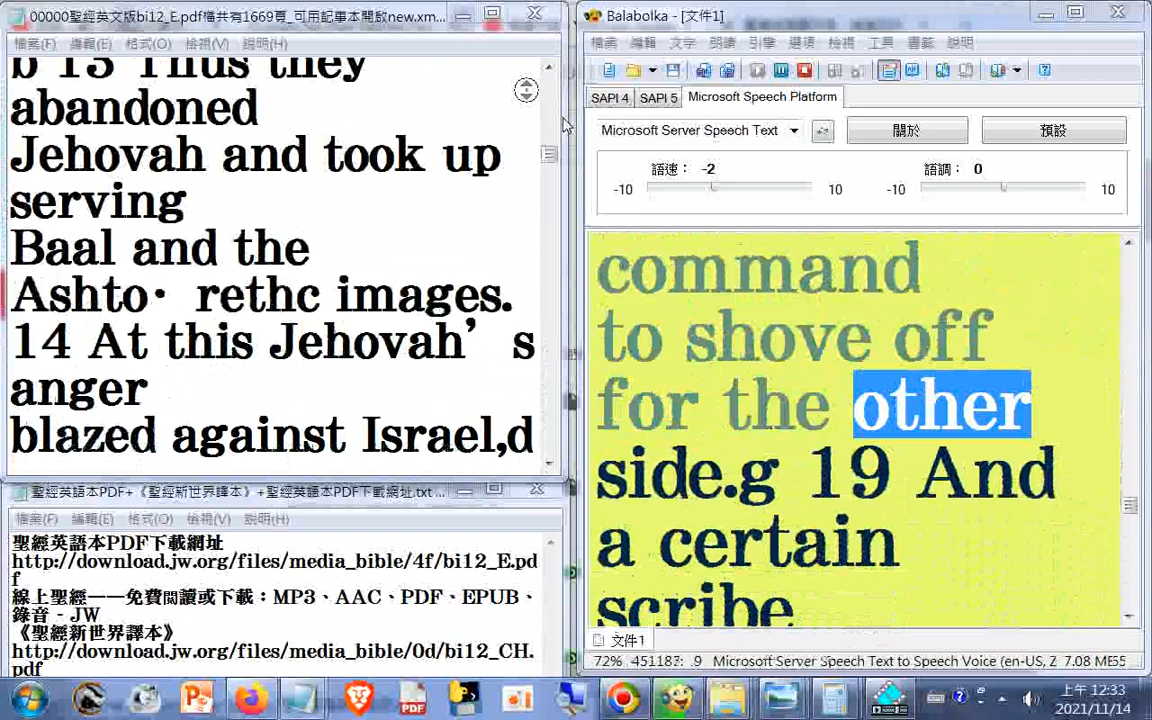 00000聖經英文版bi12_E.pdf檔共有1669頁_可用記事本開啟new.xm...
檔案(F) 編輯(E) 格式(O) 檢視(V) 說明(H)
b 13 Thus they
abandoned
Jehovah and took up
serving
Baal and the
Ashto· rethc images.
14 At this Jehovah's
anger
blazed against Israel,d
聖經英語本PDF+《聖經新世界譯本》+聖經英語本PDF下載網址.txt ...
檔案(F) 編輯(E) 格式(O) 檢視(V) 說明(H)
聖經英語本PDF下載網址
http://download.jw.org/files/media_bible/4f/bi12_E.pd
f
線上聖經——免費閱讀或下載：MP3、AAC、PDF、EPUB、
錄音 - JW
《聖經新世界譯本》
http://download.jw.org/files/media_bible/0d/bi12_CH.
pdf
Balabolka - [文件1]
檔案 編輯 文字 朗讀 引擎 選項 檢視 工具 書籤 說明
SAPI 4 SAPI 5 Microsoft Speech Platform
Microsoft Server Speech Text 關於 預設
語速： -2 語調： 0
-10 10 -10 10
command
to shove off
for the other
side.g 19 And
a certain
scribe
文件1
72% 451187: .9 Microsoft Server Speech Text to Speech Voice (en-US, Z 7.08 ME55
上午 12:33
2021/11/14